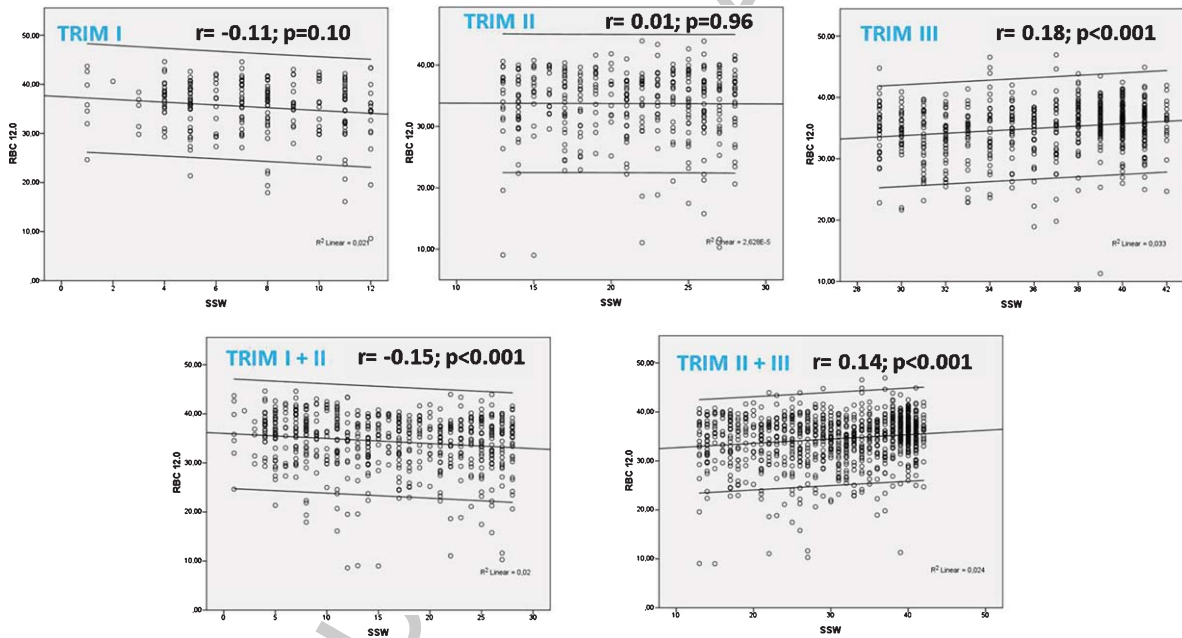 TRIM I r= -0.11; p=0.10
50,00
40,00
30,00
20,00
10,00
,00
RBC 12.0
R² Linear = 0,021
0 2 4 6 8 10 12
SSW
TRIM II r= 0.01; p=0.96
40,00
30,00
20,00
10,00
RBC 12.0
R² Linear = 2,628E-5
10 15 20 25 30
SSW
TRIM III r= 0.18; p<0.001
50,00
40,00
30,00
20,00
10,00
RBC 12.0
R² Linear = 0,033
28 30 32 34 36 38 40 42
SSW
TRIM I + II r= -0.15; p<0.001
50,00
40,00
30,00
20,00
10,00
,00
RBC 12.0
R² Linear = 0,02
0 5 10 15 20 25 30
SSW
TRIM II + III r= 0.14; p<0.001
50,00
40,00
30,00
20,00
10,00
,00
RBC 12.0
R² Linear = 0,024
10 20 30 40 50
SSW